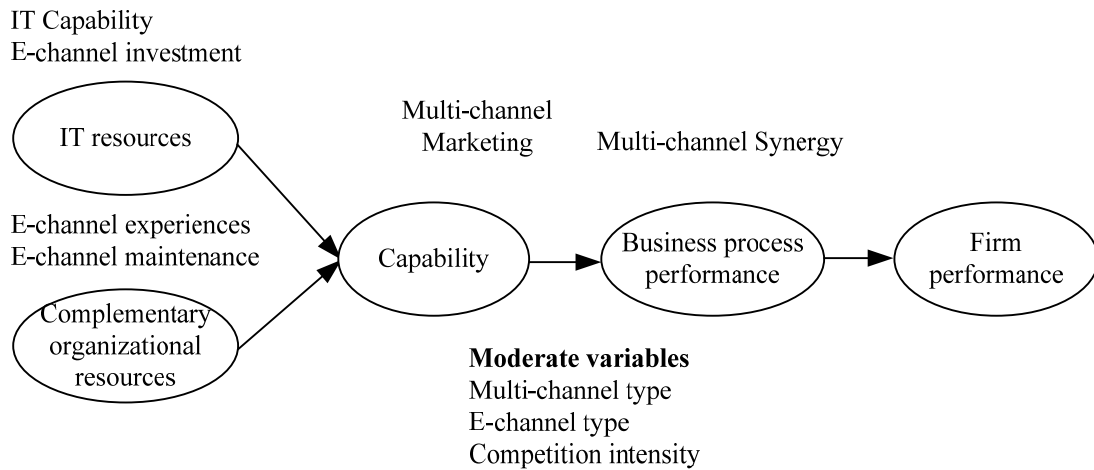 IT Capability
E-channel investment
IT resources
E-channel experiences
E-channel maintenance
Complementary
organizational
resources
Multi-channel
Marketing
Capability
Multi-channel Synergy
Business process
performance
Firm
performance
Moderate variables
Multi-channel type
E-channel type
Competition intensity